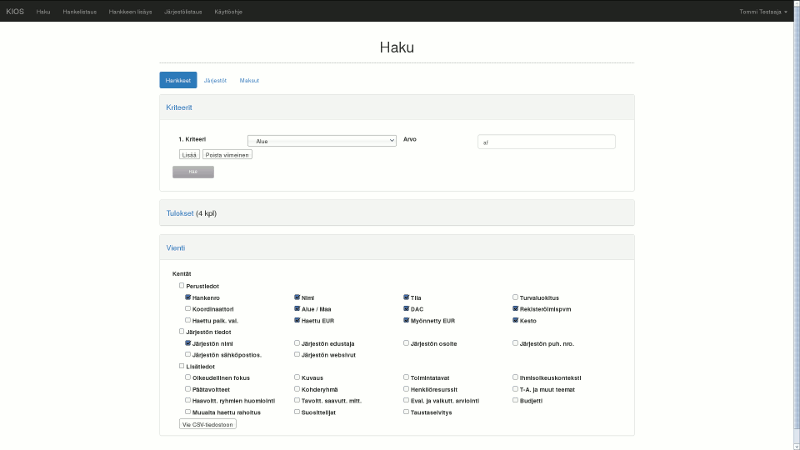 KIOS Haku Hankelistaus Hankkeen lisäys Järjestölistaus Käyttöohje Tommi Testaaja
Haku
Hankkeet Järjestöt Maksut
Kriteerit
1. Kriteeri Alue Arvo af
Lisää Poista viimeinen
Hae
Tulokset (4 kpl)
Vienti
Kentät
Perustiedot
Hankenro Nimi Tila Turvaluokitus
Koordinaattori Alue / Maa DAC Rekisteröimispvm
Haettu paik. val. Haettu EUR Myönnetty EUR Kesto
Järjestön tiedot
Järjestön nimi Järjestön edustaja Järjestön osoite Järjestön puh. nro.
Järjestön sähköpostios. Järjestön websivut
Lisätiedot
Oikeudellinen fokus Kuvaus Toimintatavat Ihmisoikeuskonteksti
Päätavoitteet Kohderyhmä Henkilöresurssit T-A. ja muut teemat
Haavoitt. ryhmien huomiointi Tavoitt. saavutt. mitt. Eval. ja vaikutt. arviointi Budjetti
Muualta haettu rahoitus Suosittelijat Taustaselvitys
Vie CSV-tiedostoon